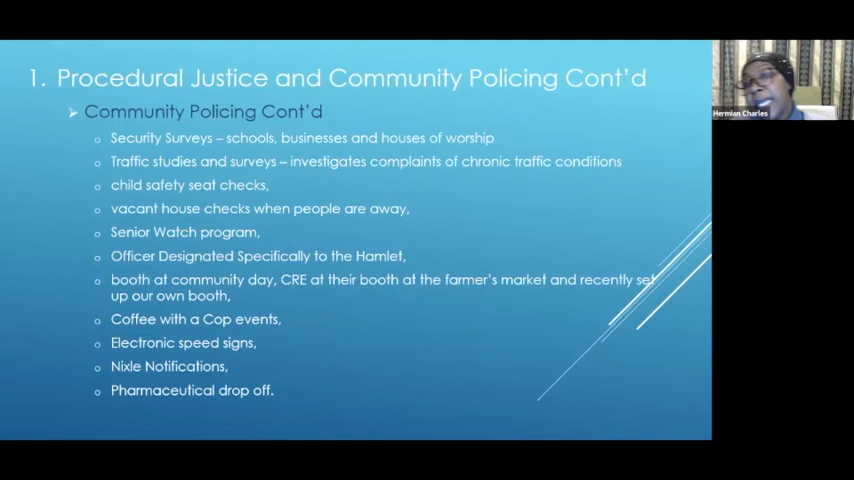 1. Procedural Justice and Community Policing Cont'd
Community Policing Cont'd
Security Surveys – schools, businesses and houses of worship
Traffic studies and surveys – investigates complaints of chronic traffic conditions
child safety seat checks,
vacant house checks when people are away,
Senior Watch program,
Officer Designated Specifically to the Hamlet,
booth at community day, CRE at their booth at the farmer's market and recently set
up our own booth,
Coffee with a Cop events,
Electronic speed signs,
Nixle Notifications,
Pharmaceutical drop off.
Hermian Charles